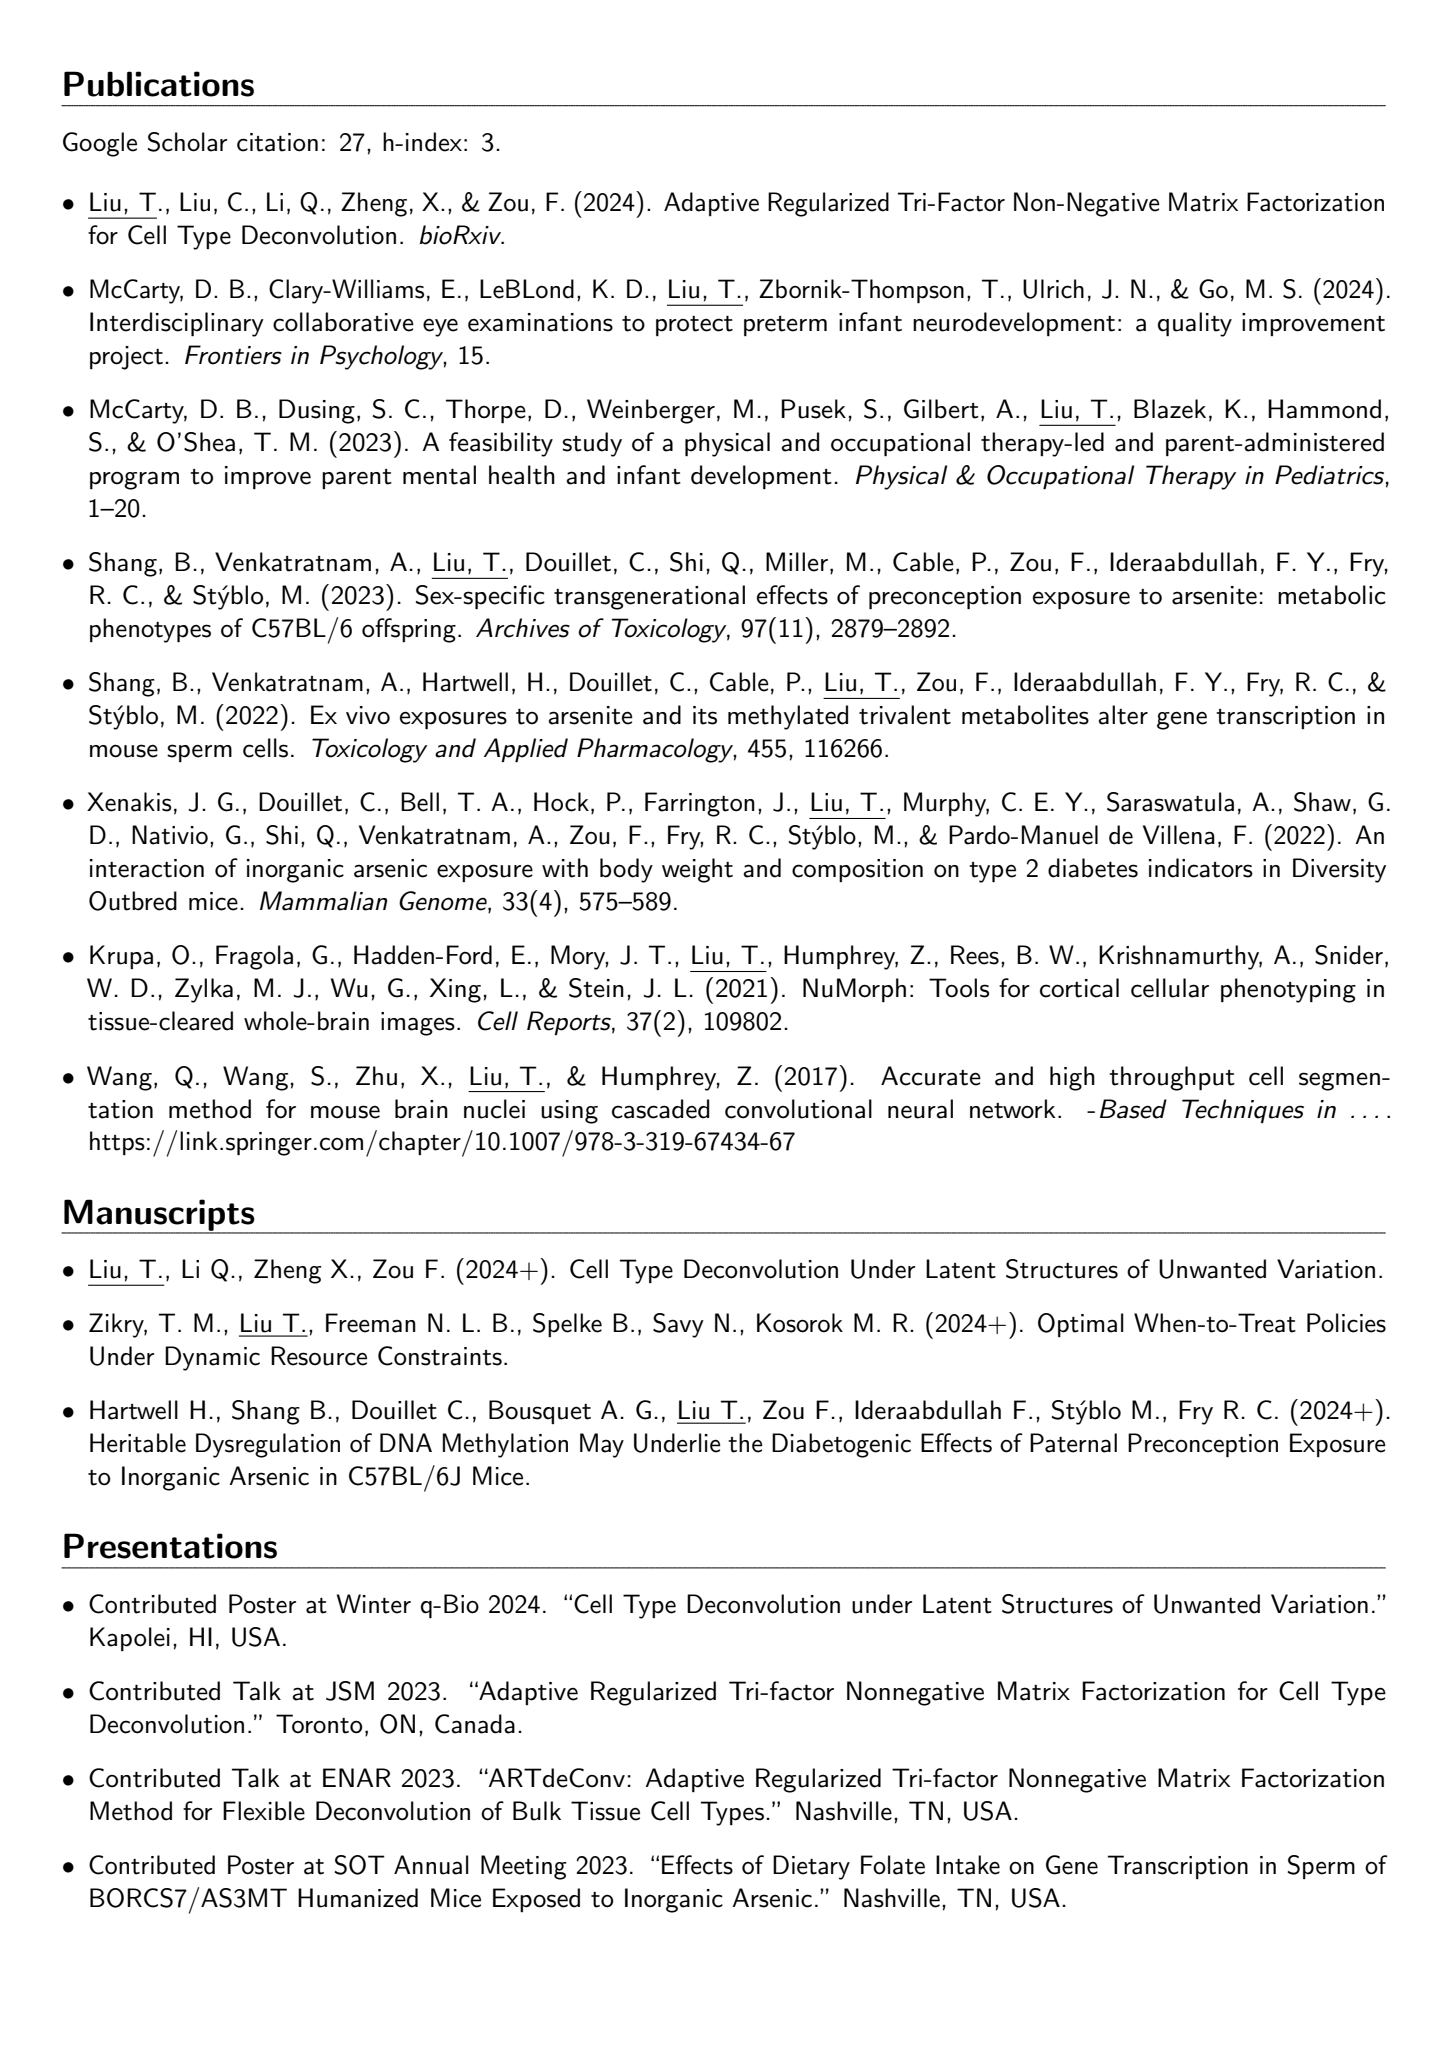 Publications
Google Scholar citation: 27, h-index: 3.
• Liu, T., Liu, C., Li, Q., Zheng, X., & Zou, F. (2024). Adaptive Regularized Tri-Factor Non-Negative Matrix Factorization
for Cell Type Deconvolution. bioRxiv.
• McCarty, D. B., Clary-Williams, E., LeBLond, K. D., Liu, T., Zbornik-Thompson, T., Ulrich, J. N., & Go, M. S. (2024).
Interdisciplinary collaborative eye examinations to protect preterm infant neurodevelopment: a quality improvement
project. Frontiers in Psychology, 15.
• McCarty, D. B., Dusing, S. C., Thorpe, D., Weinberger, M., Pusek, S., Gilbert, A., Liu, T., Blazek, K., Hammond,
S., & O'Shea, T. M. (2023). A feasibility study of a physical and occupational therapy-led and parent-administered
program to improve parent mental health and infant development. Physical & Occupational Therapy in Pediatrics,
1–20.
• Shang, B., Venkatratnam, A., Liu, T., Douillet, C., Shi, Q., Miller, M., Cable, P., Zou, F., Ideraabdullah, F. Y., Fry,
R. C., & Stýblo, M. (2023). Sex-specific transgenerational effects of preconception exposure to arsenite: metabolic
phenotypes of C57BL/6 offspring. Archives of Toxicology, 97(11), 2879–2892.
• Shang, B., Venkatratnam, A., Hartwell, H., Douillet, C., Cable, P., Liu, T., Zou, F., Ideraabdullah, F. Y., Fry, R. C., &
Stýblo, M. (2022). Ex vivo exposures to arsenite and its methylated trivalent metabolites alter gene transcription in
mouse sperm cells. Toxicology and Applied Pharmacology, 455, 116266.
• Xenakis, J. G., Douillet, C., Bell, T. A., Hock, P., Farrington, J., Liu, T., Murphy, C. E. Y., Saraswatula, A., Shaw, G.
D., Nativio, G., Shi, Q., Venkatratnam, A., Zou, F., Fry, R. C., Stýblo, M., & Pardo-Manuel de Villena, F. (2022). An
interaction of inorganic arsenic exposure with body weight and composition on type 2 diabetes indicators in Diversity
Outbred mice. Mammalian Genome, 33(4), 575–589.
• Krupa, O., Fragola, G., Hadden-Ford, E., Mory, J. T., Liu, T., Humphrey, Z., Rees, B. W., Krishnamurthy, A., Snider,
W. D., Zylka, M. J., Wu, G., Xing, L., & Stein, J. L. (2021). NuMorph: Tools for cortical cellular phenotyping in
tissue-cleared whole-brain images. Cell Reports, 37(2), 109802.
• Wang, Q., Wang, S., Zhu, X., Liu, T., & Humphrey, Z. (2017). Accurate and high throughput cell segmen-
tation method for mouse brain nuclei using cascaded convolutional neural network. -Based Techniques in ....
https://link.springer.com/chapter/10.1007/978-3-319-67434-67
Manuscripts
• Liu, T., Li Q., Zheng X., Zou F. (2024+). Cell Type Deconvolution Under Latent Structures of Unwanted Variation.
• Zikry, T. M., Liu T., Freeman N. L. B., Spelke B., Savy N., Kosorok M. R. (2024+). Optimal When-to-Treat Policies
Under Dynamic Resource Constraints.
• Hartwell H., Shang B., Douillet C., Bousquet A. G., Liu T., Zou F., Ideraabdullah F., Stýblo M., Fry R. C. (2024+).
Heritable Dysregulation of DNA Methylation May Underlie the Diabetogenic Effects of Paternal Preconception Exposure
to Inorganic Arsenic in C57BL/6J Mice.
Presentations
• Contributed Poster at Winter q-Bio 2024. “Cell Type Deconvolution under Latent Structures of Unwanted Variation.”
Kapolei, HI, USA.
• Contributed Talk at JSM 2023. “Adaptive Regularized Tri-factor Nonnegative Matrix Factorization for Cell Type
Deconvolution.” Toronto, ON, Canada.
• Contributed Talk at ENAR 2023. “ARTdeConv: Adaptive Regularized Tri-factor Nonnegative Matrix Factorization
Method for Flexible Deconvolution of Bulk Tissue Cell Types.” Nashville, TN, USA.
• Contributed Poster at SOT Annual Meeting 2023. “Effects of Dietary Folate Intake on Gene Transcription in Sperm of
BORCS7/AS3MT Humanized Mice Exposed to Inorganic Arsenic.” Nashville, TN, USA.